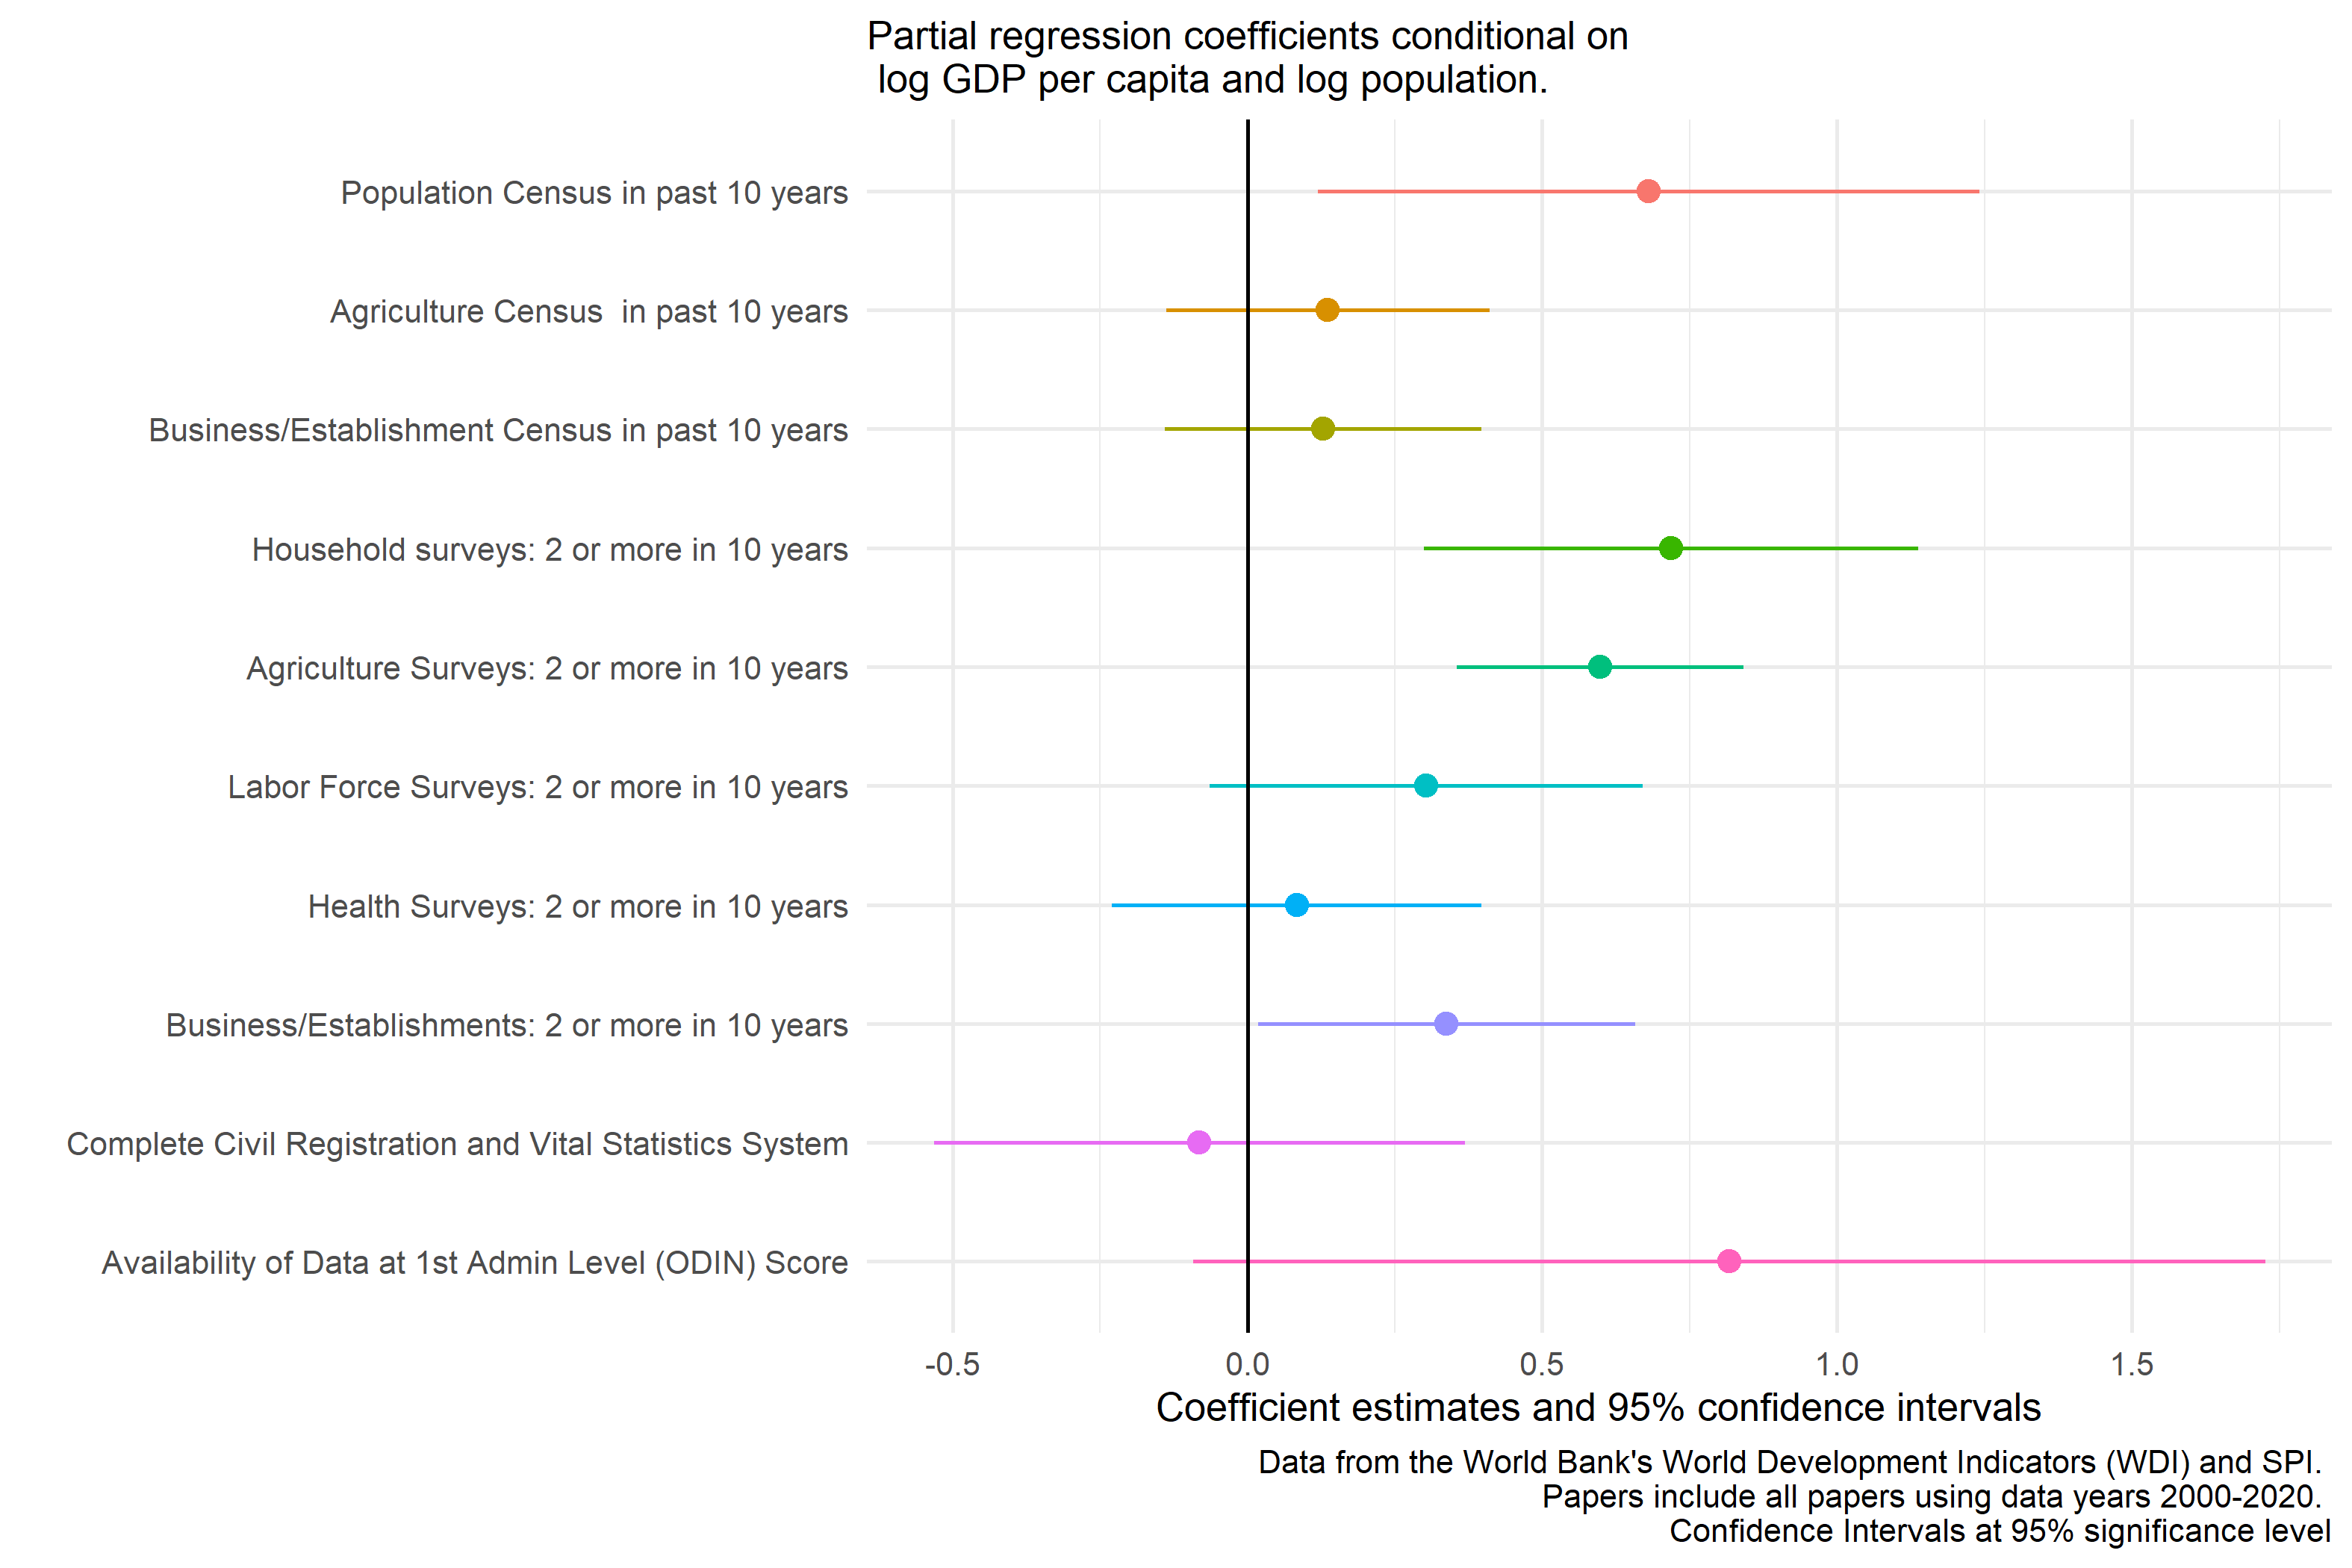 Partial regression coefficients conditional on
log GDP per capita and log population.
Population Census in past 10 years
Agriculture Census  in past 10 years
Business/Establishment Census in past 10 years
Household surveys: 2 or more in 10 years
Agriculture Surveys: 2 or more in 10 years
Labor Force Surveys: 2 or more in 10 years
Health Surveys: 2 or more in 10 years
Business/Establishments: 2 or more in 10 years
Complete Civil Registration and Vital Statistics System
Availability of Data at 1st Admin Level (ODIN) Score
-0.5 0.0 0.5 1.0 1.5
Coefficient estimates and 95% confidence intervals
Data from the World Bank's World Development Indicators (WDI) and SPI.
Papers include all papers using data years 2000-2020.
Confidence Intervals at 95% significance level